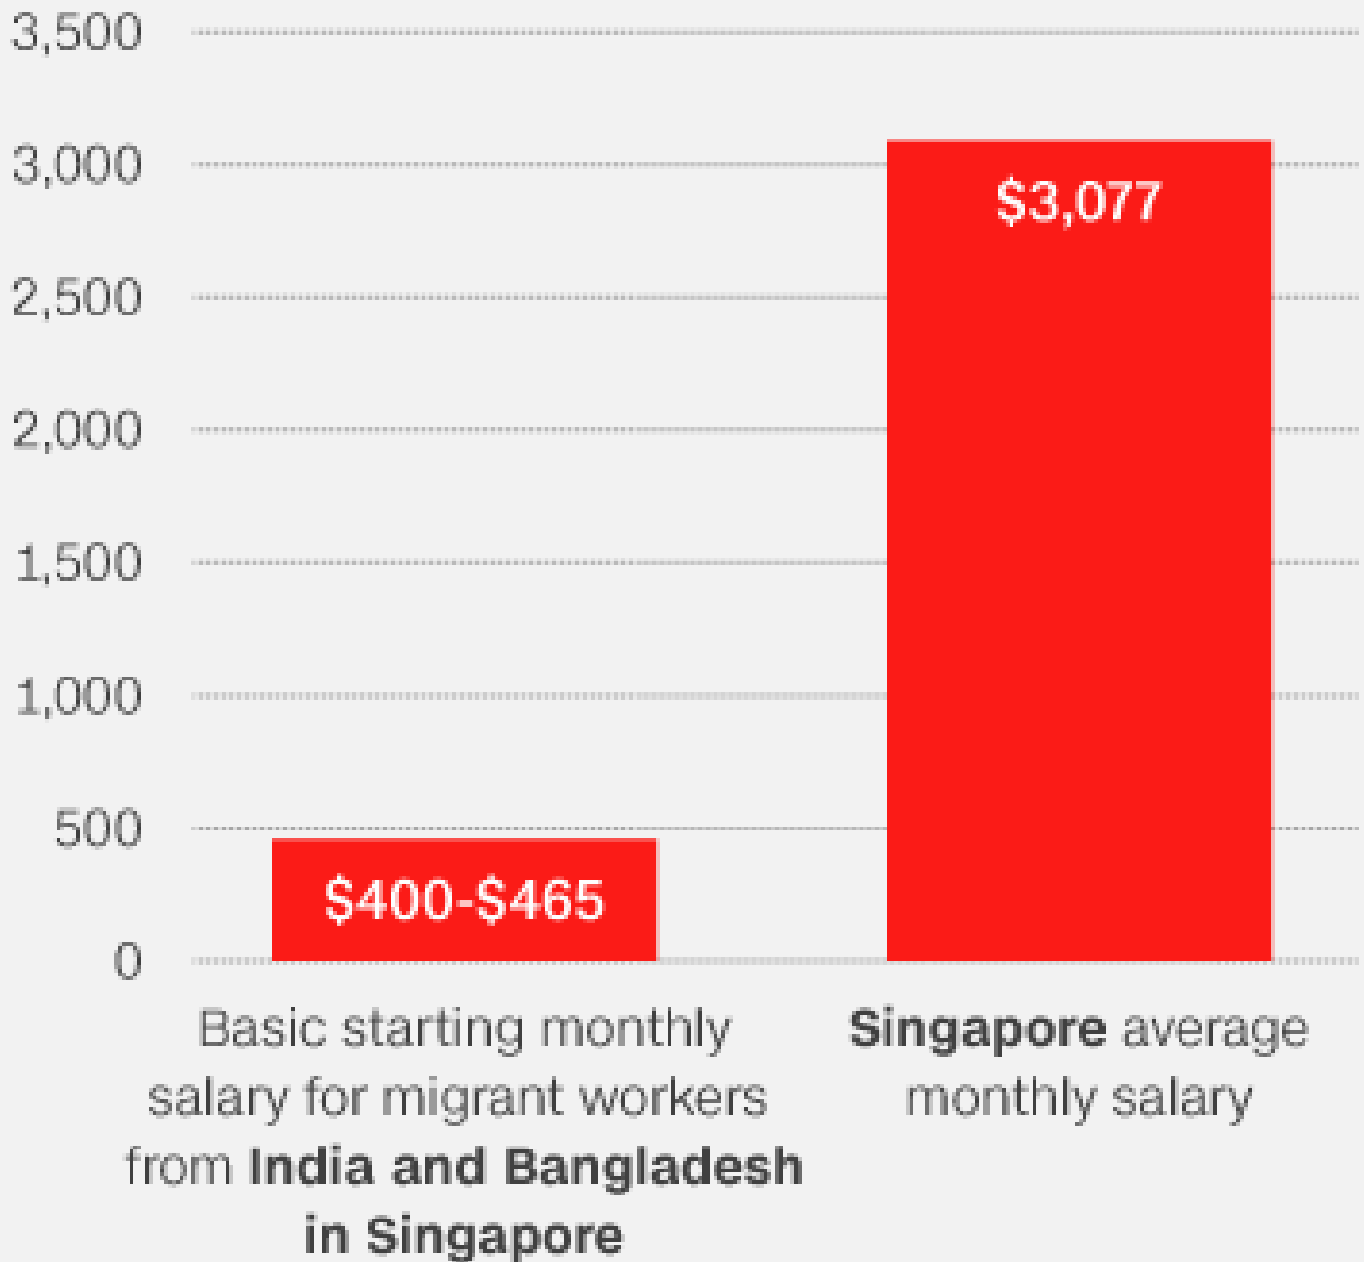 3,500
3,000
$3,077
2,500
2,000
1,500
1,000
500
$400-$465
0
Basic starting monthly
salary for migrant workers
from India and Bangladesh
in Singapore
Singapore average
monthly salary